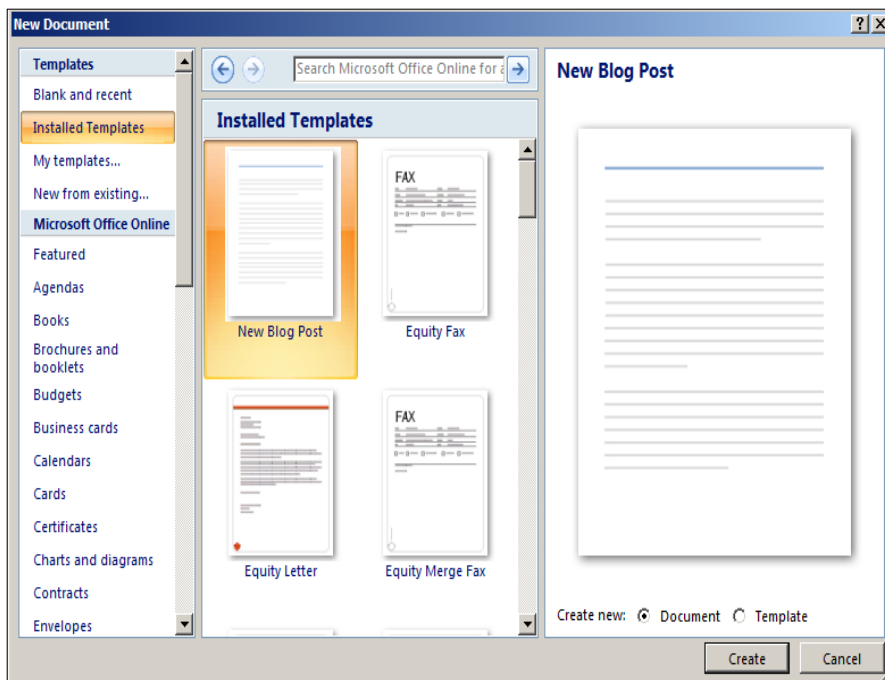 New Document
Templates
Blank and recent
Installed Templates
My templates...
New from existing...
Microsoft Office Online
Featured
Agendas
Books
Brochures and
booklets
Budgets
Business cards
Calendars
Cards
Certificates
Charts and diagrams
Contracts
Envelopes
Search Microsoft Office Online for a
Installed Templates
New Blog Post
FAX
Equity Fax
Equity Letter
FAX
Equity Merge Fax
New Blog Post
Create new: Document Template
Create Cancel